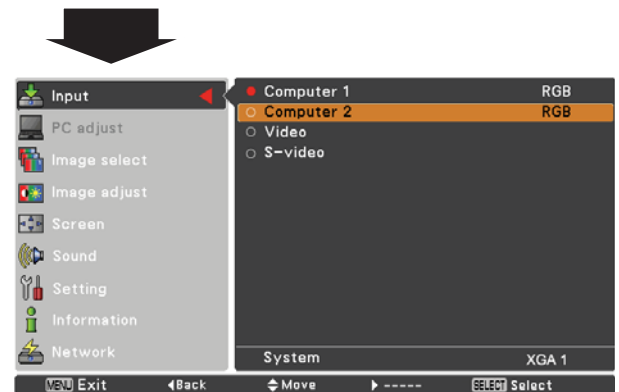 Input
PC adjust
Image select
Image adjust
Screen
Sound
Setting
Information
Network
Computer 1 RGB
Computer 2 RGB
Video
S-video
System XGA 1
MENU Exit Back Move ----- SELECT Select